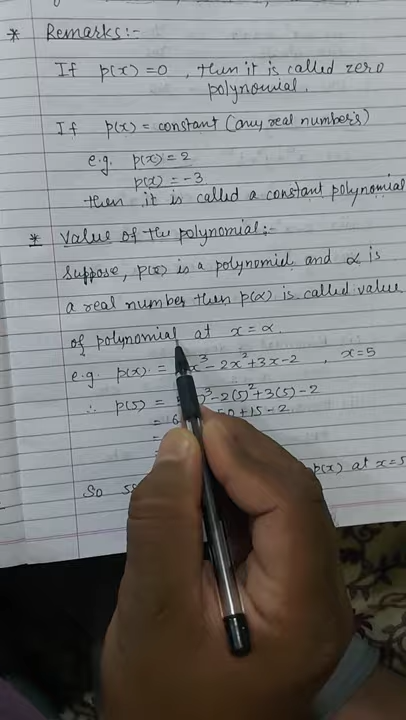 * Remarks:-
If p(x)=0, then it is called zero
polynomial.
If p(x) = constant (any real number's)
e.g. p(x) = 2
p(x) = -3
then it is called a constant polynomial
* Value of the polynomial:-
Suppose, p(x) is a polynomial and α is
a real number then p(α) is called value
of polynomial at x = α.
e.g. p(x) = x³ - 2x² + 3x - 2 , x=5
∴ p(5) = )³ - 2(5)² + 3(5) - 2
= 50 + 15 - 2
=
So p(x) at x=5